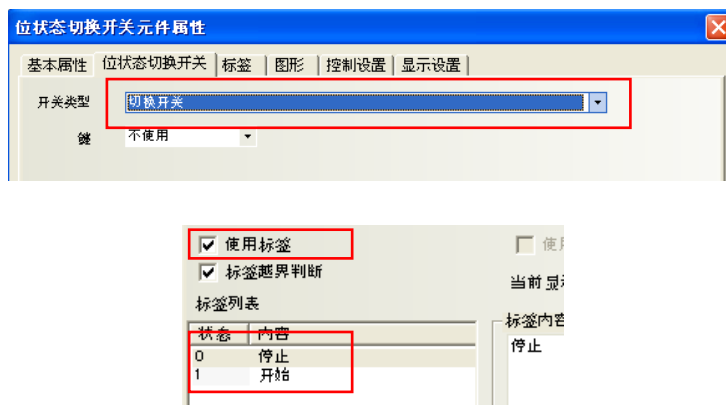 位状态切换开关元件属性
基本属性 位状态切换开关 标签 图形 控制设置 显示设置
开关类型 切换开关
键 不使用
使用标签
标签越界判断
当前显
标签列表
标签内容
状态 内容
0 停止
1 开始
停止